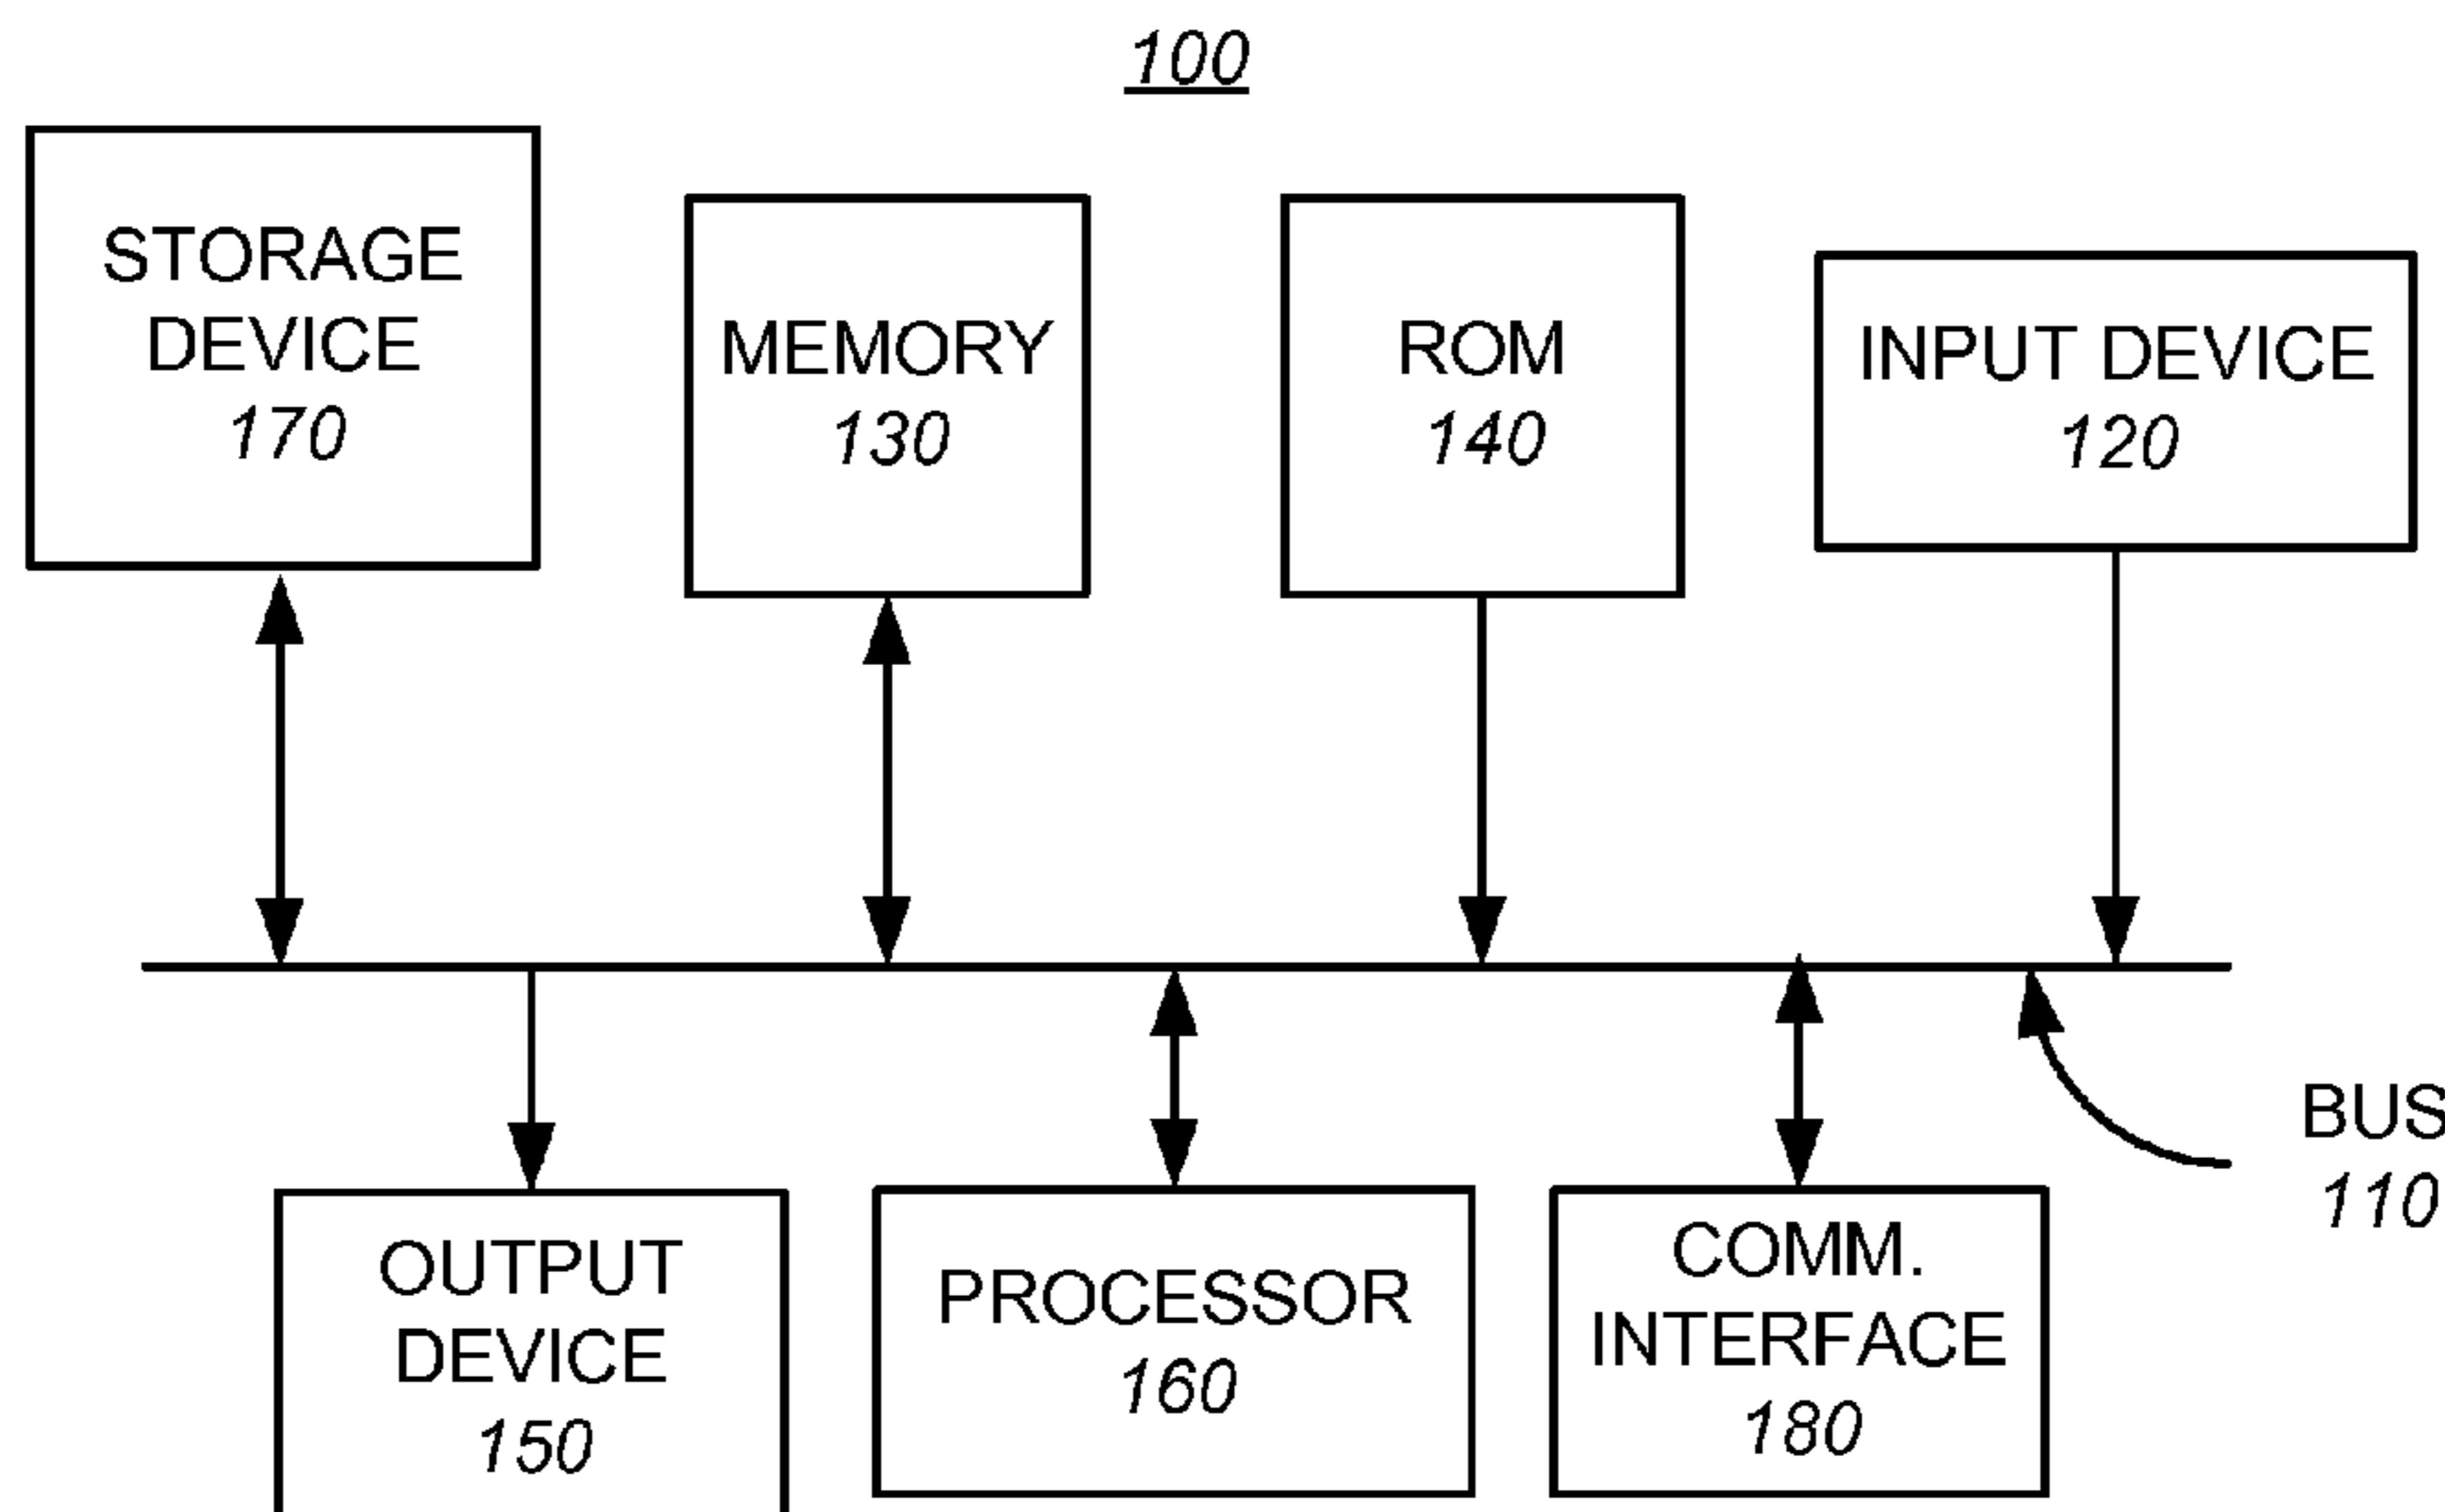 100
STORAGE
DEVICE
170
MEMORY
130
ROM
140
INPUT DEVICE
120
BUS
110
OUTPUT
DEVICE
150
PROCESSOR
160
COMM.
INTERFACE
180